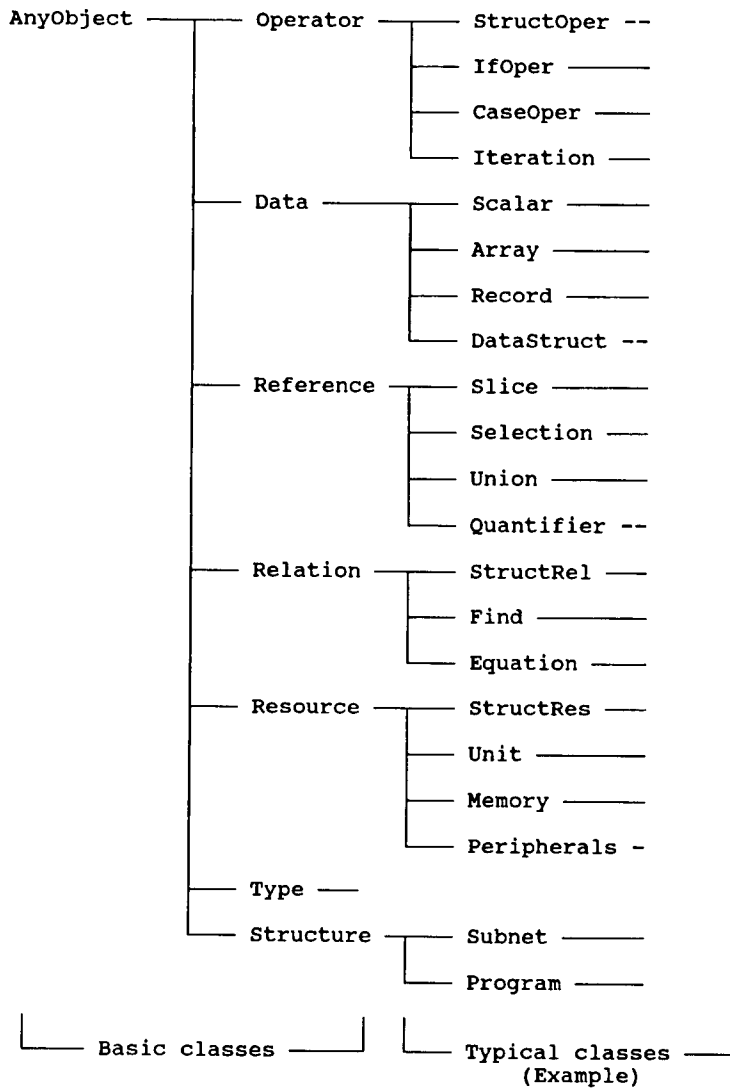 AnyObject Operator StructOper
IfOper
CaseOper
Iteration
Data Scalar
Array
Record
DataStruct
Reference Slice
Selection
Union
Quantifier
Relation StructRel
Find
Equation
Resource StructRes
Unit
Memory
Peripherals
Type
Structure Subnet
Program
Basic classes Typical classes
(Example)